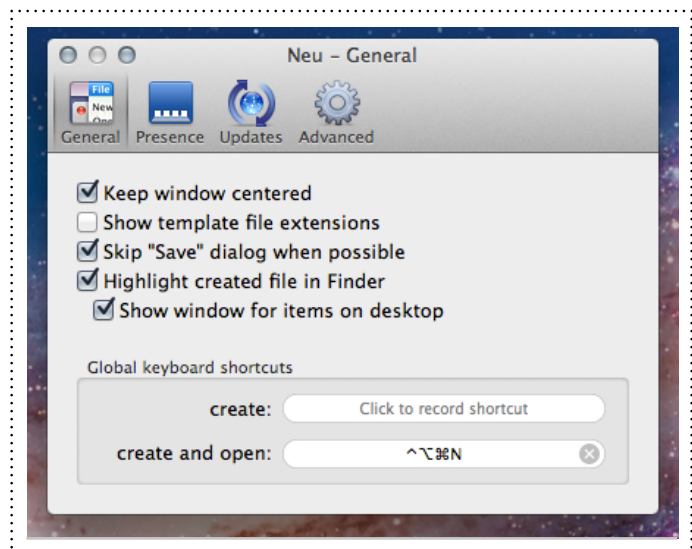 Neu – General
File
New
General Presence Updates Advanced
Keep window centered
Show template file extensions
Skip "Save" dialog when possible
Highlight created file in Finder
Show window for items on desktop
Global keyboard shortcuts
create: Click to record shortcut
create and open: ^⌥⌘N